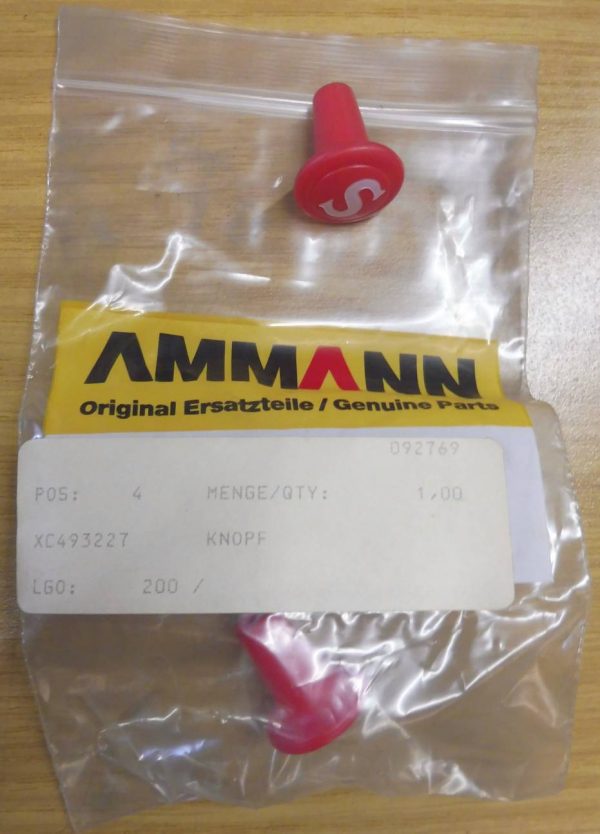 S
AMMANN
Original Ersatzteile / Genuine Parts
092769
POS: 4 MENGE/QTY: 1,00
XC493227 KNOPF
LGO: 200 /